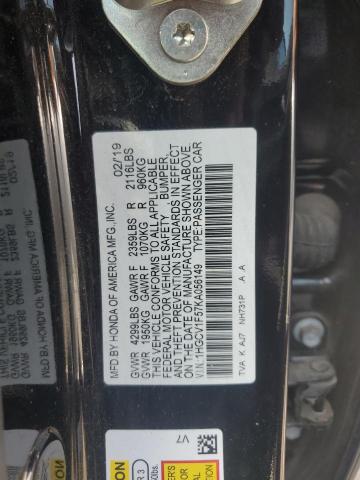 MFD BY HONDA OF AMERICA MFG.,INC. 02/'19
GVWR 4299LBS GAWR F 2359LBS R 2116LBS
GVWR 1950KG GAWR F 1070KG R 960KG
THIS VEHICLE CONFORMS TO ALL APPLICABLE
FEDERAL MOTOR VEHICLE SAFETY, BUMPER,
AND THEFT PREVENTION STANDARDS IN EFFECT
ON THE DATE OF MANUFACTURE SHOWN ABOVE.
V.I.N.:1HGCV1F57KA056149 TYPE:PASSENGER CAR
TVA K AJ7 NH731P A A
V7